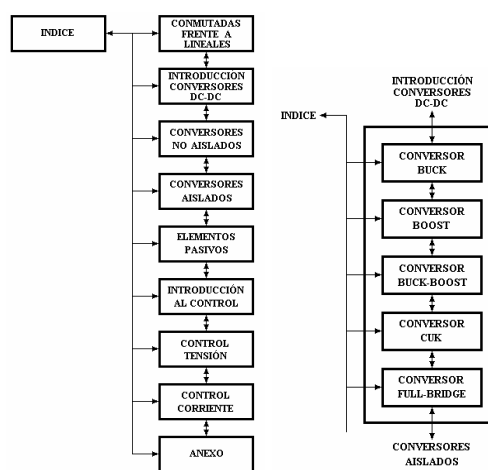 INDICE
CONMUTADAS
FRENTE A
LINEALES
INTRODUCCIÓN
CONVERSORES
DC-DC
CONVERSORES
NO AISLADOS
CONVERSORES
AISLADOS
ELEMENTOS
PASIVOS
INTRODUCCIÓN
AL CONTROL
CONTROL
TENSIÓN
CONTROL
CORRIENTE
ANEXO
INTRODUCCIÓN
CONVERSORES
DC-DC
INDICE
CONVERSOR
BUCK
CONVERSOR
BOOST
CONVERSOR
BUCK-BOOST
CONVERSOR
CUK
CONVERSOR
FULL-BRIDGE
CONVERSORES
AISLADOS